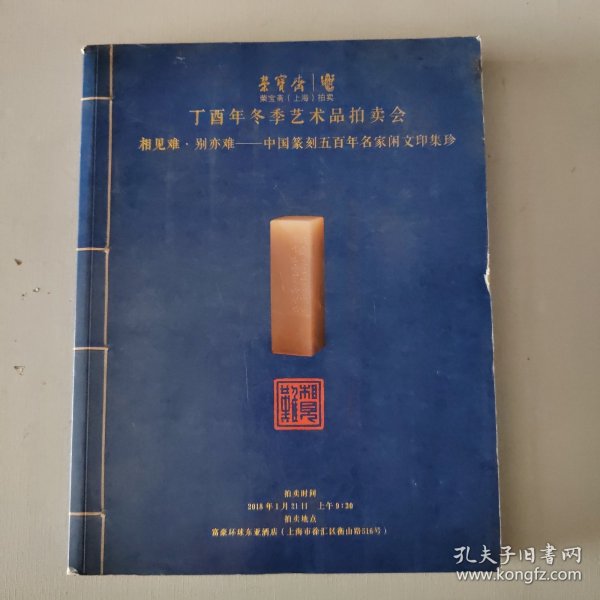 荣宝斋
荣宝斋（上海）拍卖
丁酉年冬季艺术品拍卖会
相见难·别亦难——中国篆刻五百年名家闲文印集珍
拍卖时间
2018年1月21日 上午9:30
拍卖地点
富豪环球东亚酒店（上海市徐汇区衡山路516号）
孔夫子旧书网
www.kongfz.com